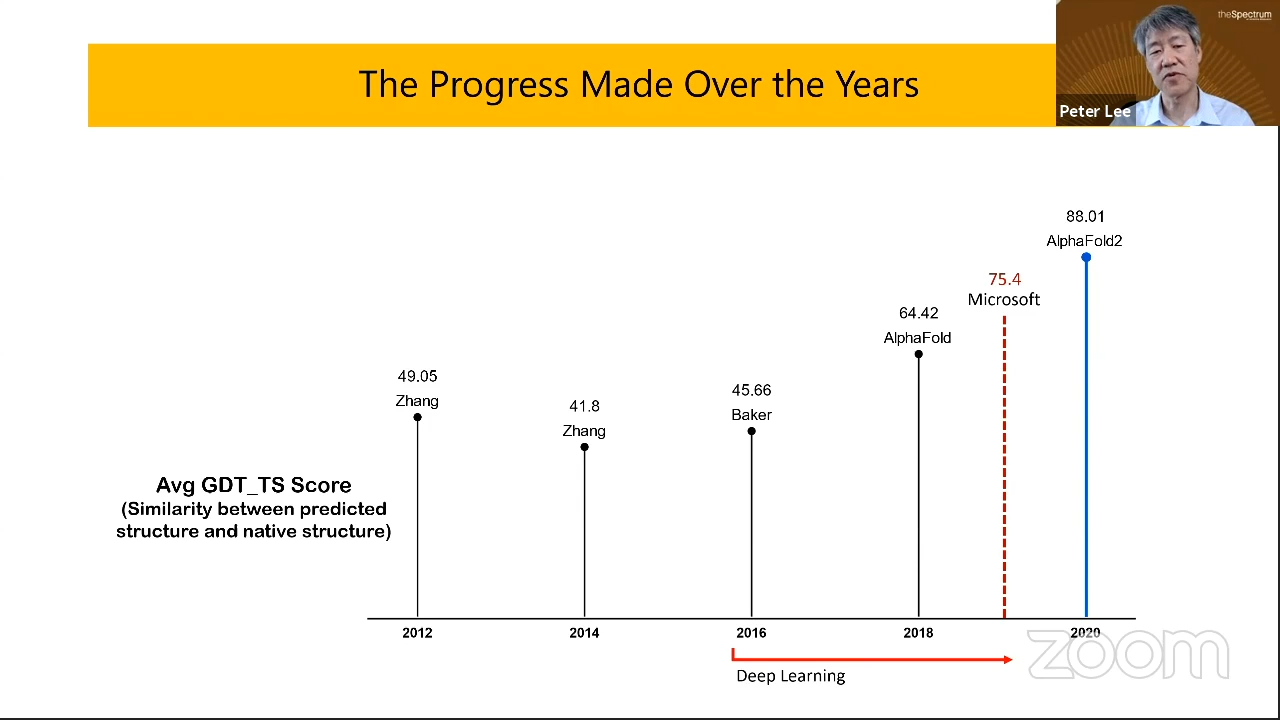 theSpectrum
The Progress Made Over the Years
Peter Lee
88.01
AlphaFold2
75.4
Microsoft
64.42
AlphaFold
49.05
Zhang
45.66
Baker
41.8
Zhang
Avg GDT_TS Score
(Similarity between predicted
structure and native structure)
2012
2014
2016
2018
2020
zoom
Deep Learning